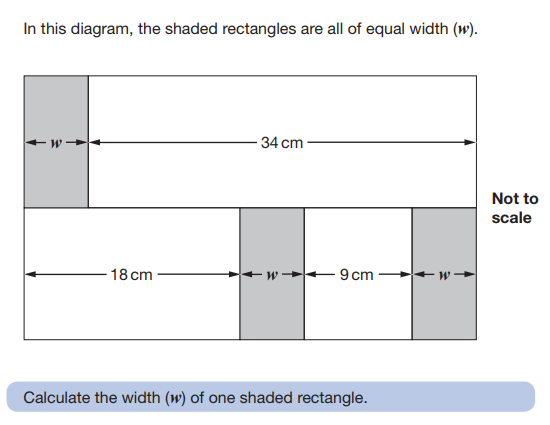 In this diagram, the shaded rectangles are all of equal width (w).
w
34 cm
Not to
scale
18 cm
w
9 cm
w
Calculate the width (w) of one shaded rectangle.